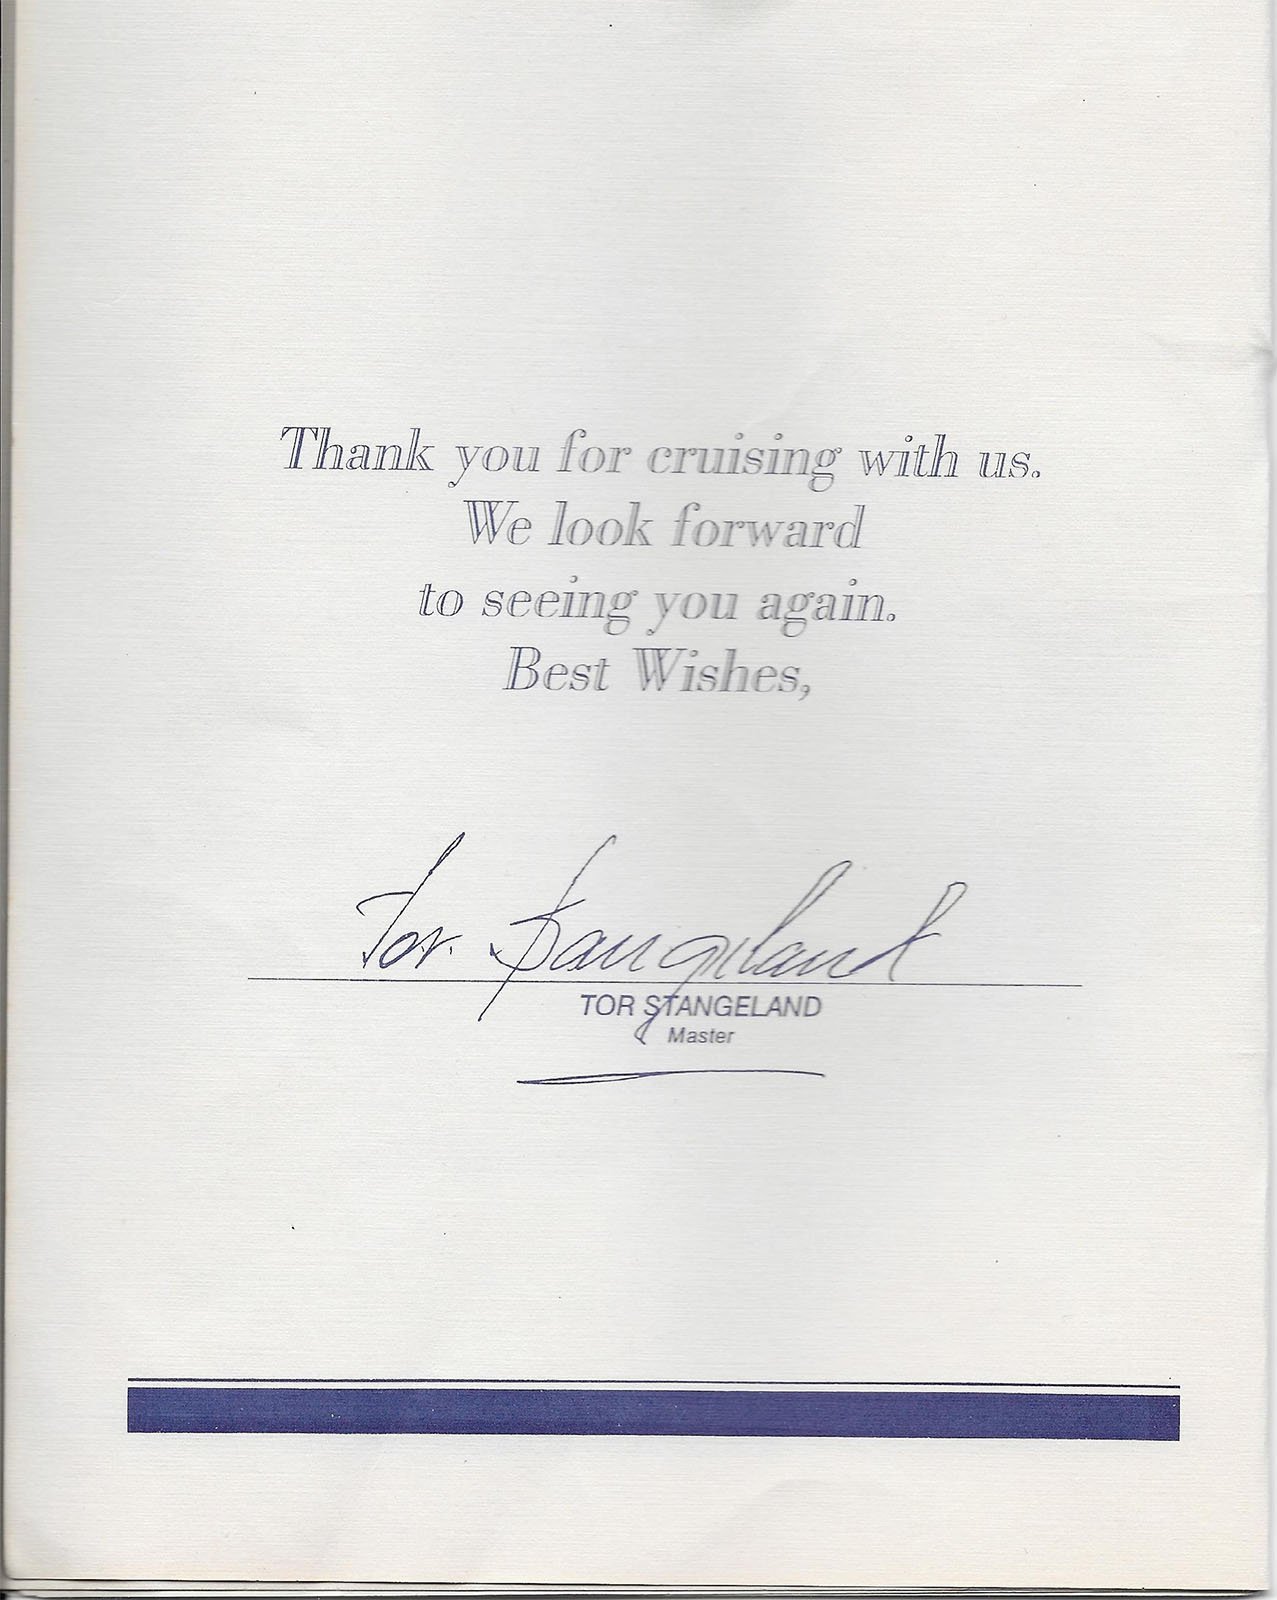 Thank you for cruising with us.
We look forward
to seeing you again.
Best Wishes,
Tor Stangeland
TOR STANGELAND
Master